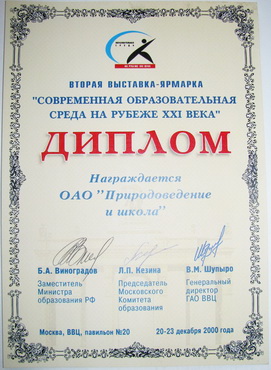 ВТОРАЯ ВЫСТАВКА-ЯРМАРКА
"СОВРЕМЕННАЯ ОБРАЗОВАТЕЛЬНАЯ
СРЕДА НА РУБЕЖЕ XXI ВЕКА"
ДИПЛОМ
Награждается
ОАО "Природоведение
и школа"
Б.А. Виноградов Л.П. Кезина В.М. Шупыро
Заместитель Председатель Генеральный
Министра Московского директор
образования РФ Комитета ГАО ВВЦ
образования
Москва, ВВЦ, павильон №20 20-23 декабря 2000 года